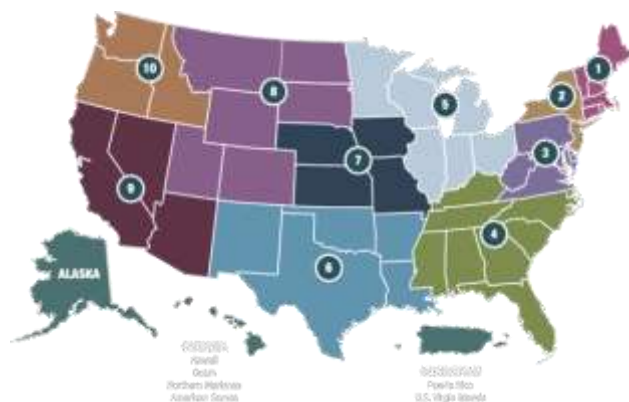 10
8
5
1
2
3
7
9
4
6
ALASKA
Hawaii
Guam
Northern Marianas
American Samoa
CARIBBEAN
Puerto Rico
U.S. Virgin Islands